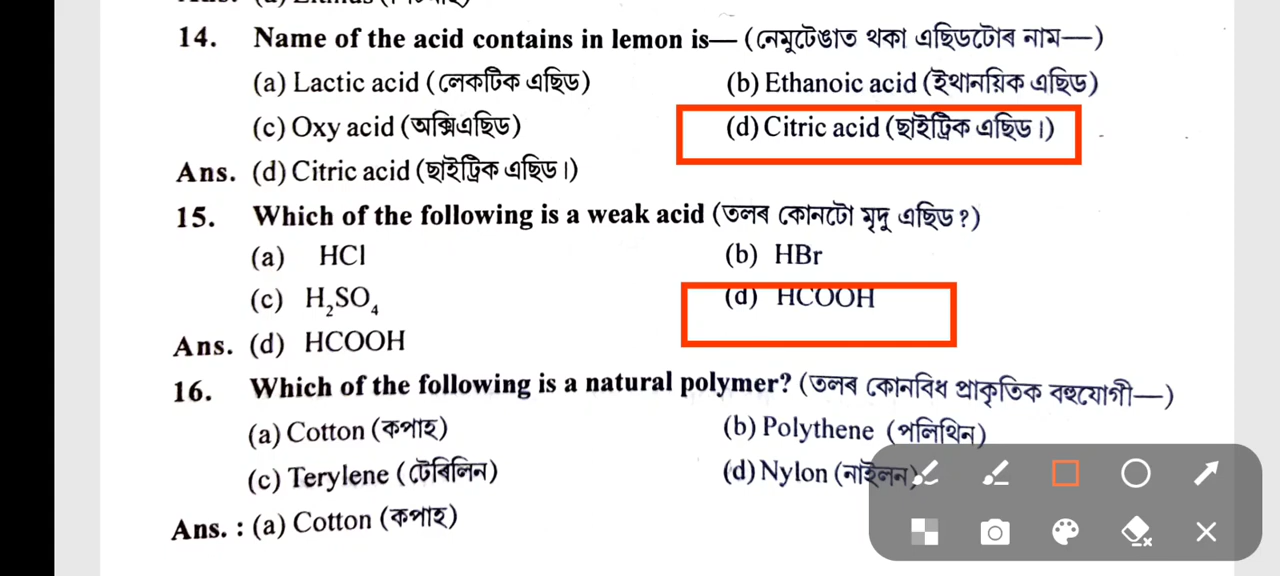 14. Name of the acid contains in lemon is— (নেমুটেঙাত থকা এছিডটোৰ নাম—)
(a) Lactic acid (লেকটিক এছিড) (b) Ethanoic acid (ইথানয়িক এছিড)
(c) Oxy acid (অক্সিএছিড) (d) Citric acid (ছাইট্ৰিক এছিড।)
Ans. (d) Citric acid (ছাইট্ৰিক এছিড।)
15. Which of the following is a weak acid (তলৰ কোনটো মৃদু এছিড?)
(a) HCl (b) HBr
(c) H₂SO₄ (d) HCOOH
Ans. (d) HCOOH
16. Which of the following is a natural polymer? (তলৰ কোনবিধ প্ৰাকৃতিক বহুযোগী—)
(a) Cotton (কপাহ) (b) Polythene (পলিথিন)
(c) Terylene (টেৰিলিন) (d) Nylon (নাইলন)
Ans. : (a) Cotton (কপাহ)